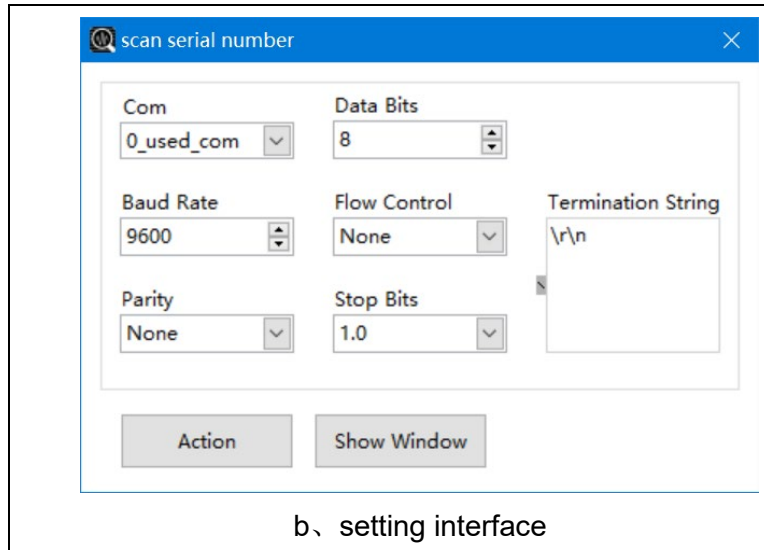 scan serial number
Com
Data Bits
0_used_com
8
Baud Rate
Flow Control
Termination String
9600
None
\r\n
Parity
Stop Bits
None
1.0
Action
Show Window
b、setting interface